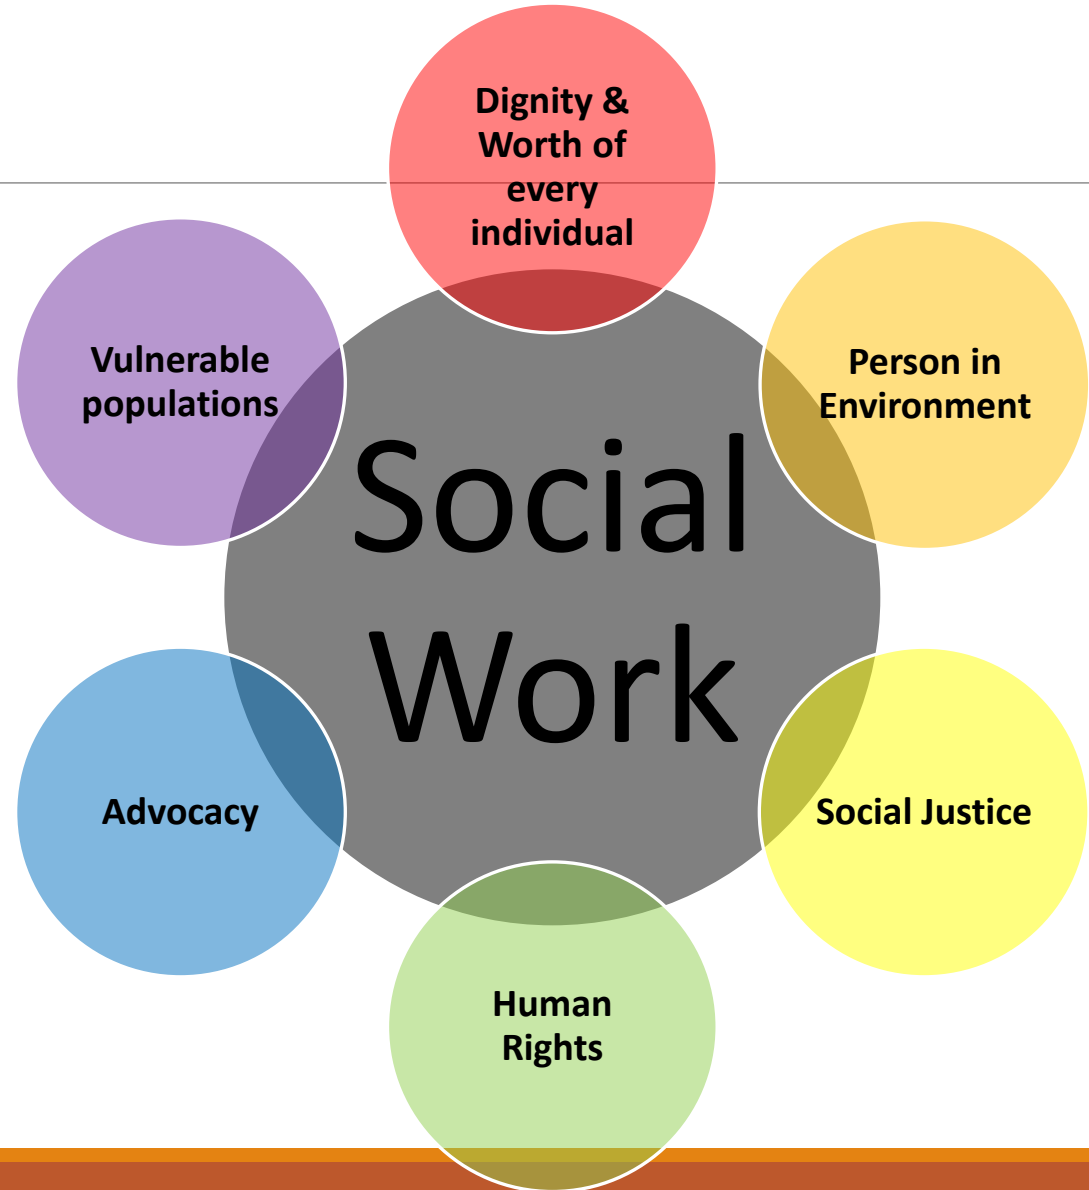 Dignity &
Worth of
every
individual
Person in
Environment
Social Justice
Human
Rights
Advocacy
Vulnerable
populations
Social
Work